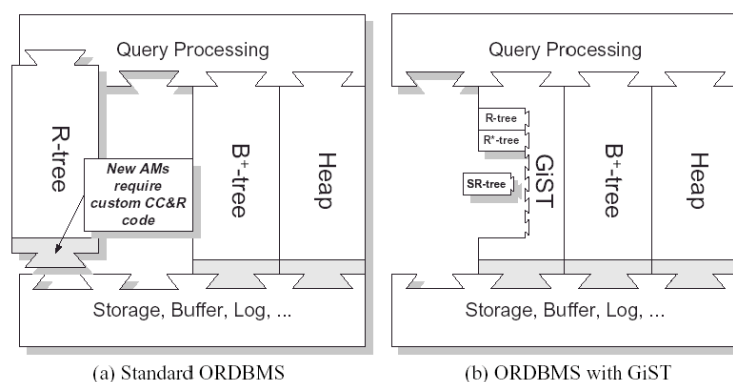 Query Processing
R-tree
New AMs
require
custom CC&R
code
B+-tree
Heap
Storage, Buffer, Log, ...
(a) Standard ORDBMS
Query Processing
R-tree
R*-tree
SR-tree
GiST
B+-tree
Heap
Storage, Buffer, Log, ...
(b) ORDBMS with GiST